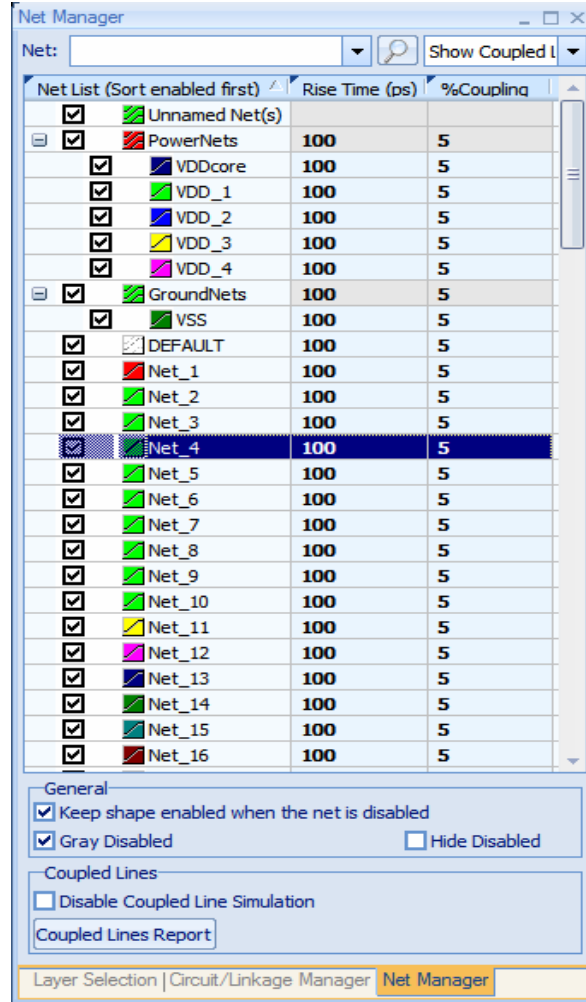 Net Manager
Net: Show Coupled L
Net List (Sort enabled first) Rise Time (ps) %Coupling
Unnamed Net(s)
PowerNets 100 5
VDDcore 100 5
VDD_1 100 5
VDD_2 100 5
VDD_3 100 5
VDD_4 100 5
GroundNets 100 5
VSS 100 5
DEFAULT 100 5
Net_1 100 5
Net_2 100 5
Net_3 100 5
Net_4 100 5
Net_5 100 5
Net_6 100 5
Net_7 100 5
Net_8 100 5
Net_9 100 5
Net_10 100 5
Net_11 100 5
Net_12 100 5
Net_13 100 5
Net_14 100 5
Net_15 100 5
Net_16 100 5
General
Keep shape enabled when the net is disabled
Gray Disabled Hide Disabled
Coupled Lines
Disable Coupled Line Simulation
Coupled Lines Report
Layer Selection | Circuit/Linkage Manager Net Manager